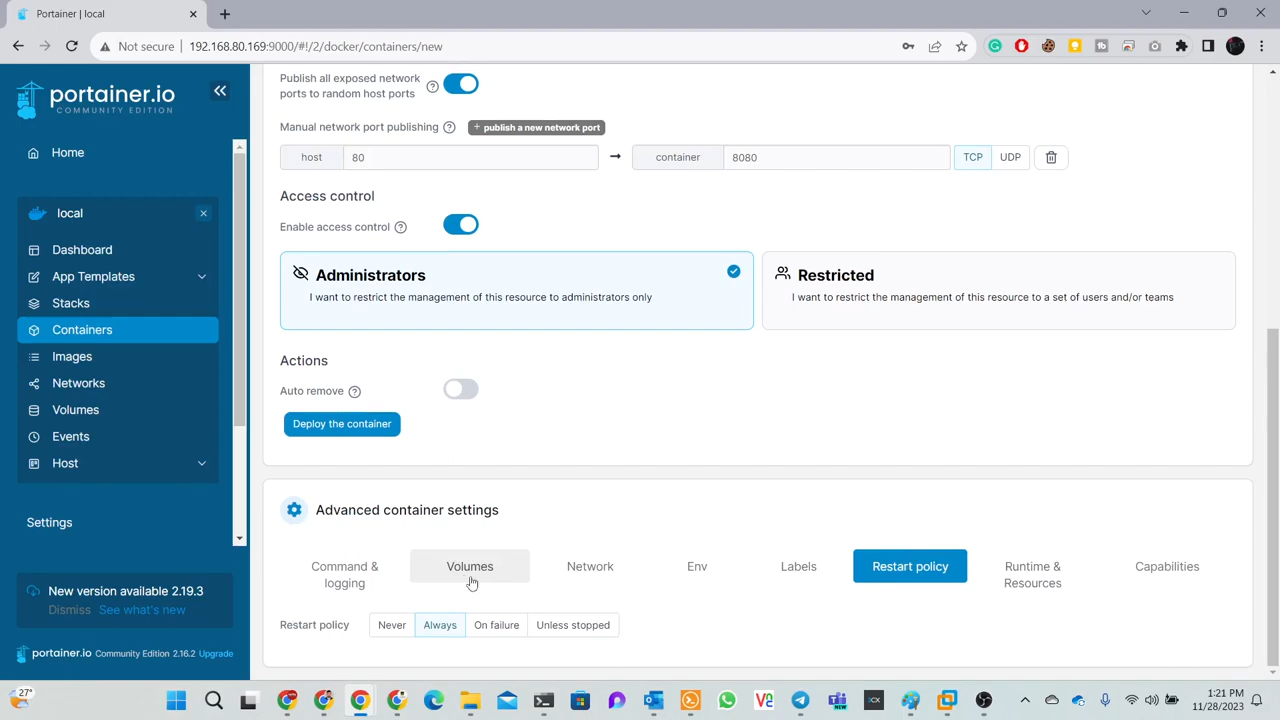 Portainer | local
Not secure
192.168.80.169:9000/#!/2/docker/containers/new
portainer.io
COMMUNITY EDITION
Home
local
Dashboard
App Templates
Stacks
Containers
Images
Networks
Volumes
Events
Host
Settings
New version available 2.19.3
Dismiss See what's new
portainer.io Community Edition 2.16.2 Upgrade
Publish all exposed network
ports to random host ports
Manual network port publishing
+ publish a new network port
host 80 → container 8080 TCP UDP
Access control
Enable access control
Administrators
I want to restrict the management of this resource to administrators only
Restricted
I want to restrict the management of this resource to a set of users and/or teams
Actions
Auto remove
Deploy the container
Advanced container settings
Command &
logging
Volumes
Network
Env
Labels
Restart policy
Runtime &
Resources
Capabilities
Restart policy Never Always On failure Unless stopped
27°
1:21 PM
11/28/2023